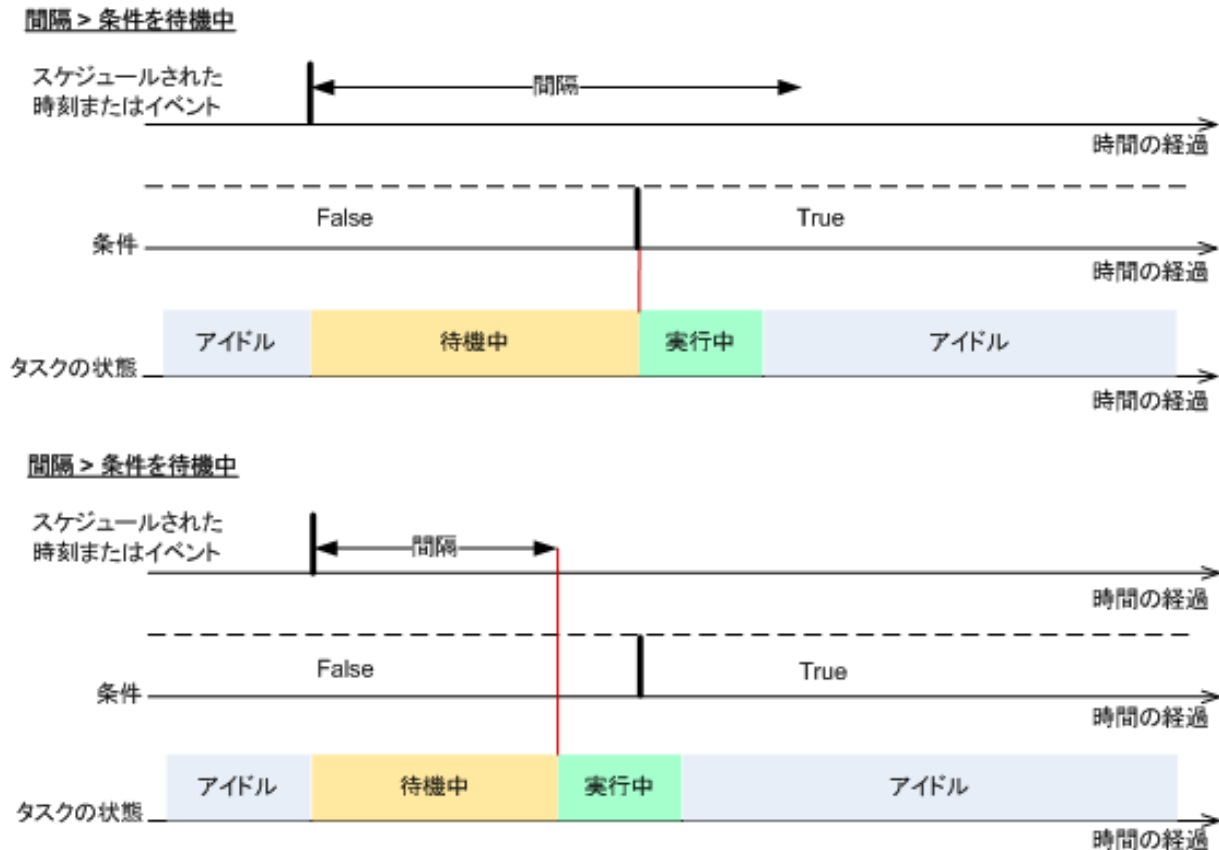 間隔 > 条件を待機中
スケジュールされた
時刻またはイベント
間隔
時間の経過
False
True
条件
時間の経過
アイドル
待機中
実行中
アイドル
タスクの状態
時間の経過
間隔 > 条件を待機中
スケジュールされた
時刻またはイベント
間隔
時間の経過
False
True
条件
時間の経過
アイドル
待機中
実行中
アイドル
タスクの状態
時間の経過